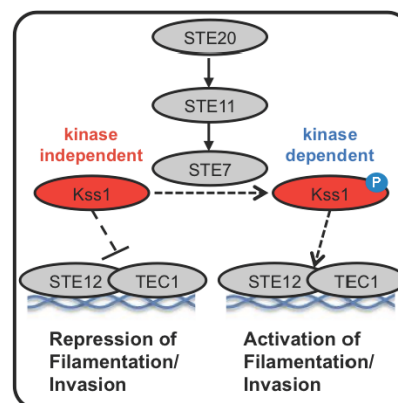 STE20
STE11
kinase
independent
kinase
dependent
STE7
P
Kss1
Kss1
STE12
TEC1
STE12
TEC1
Repression of
Filamentation/
Invasion
Activation of
Filamentation/
Invasion